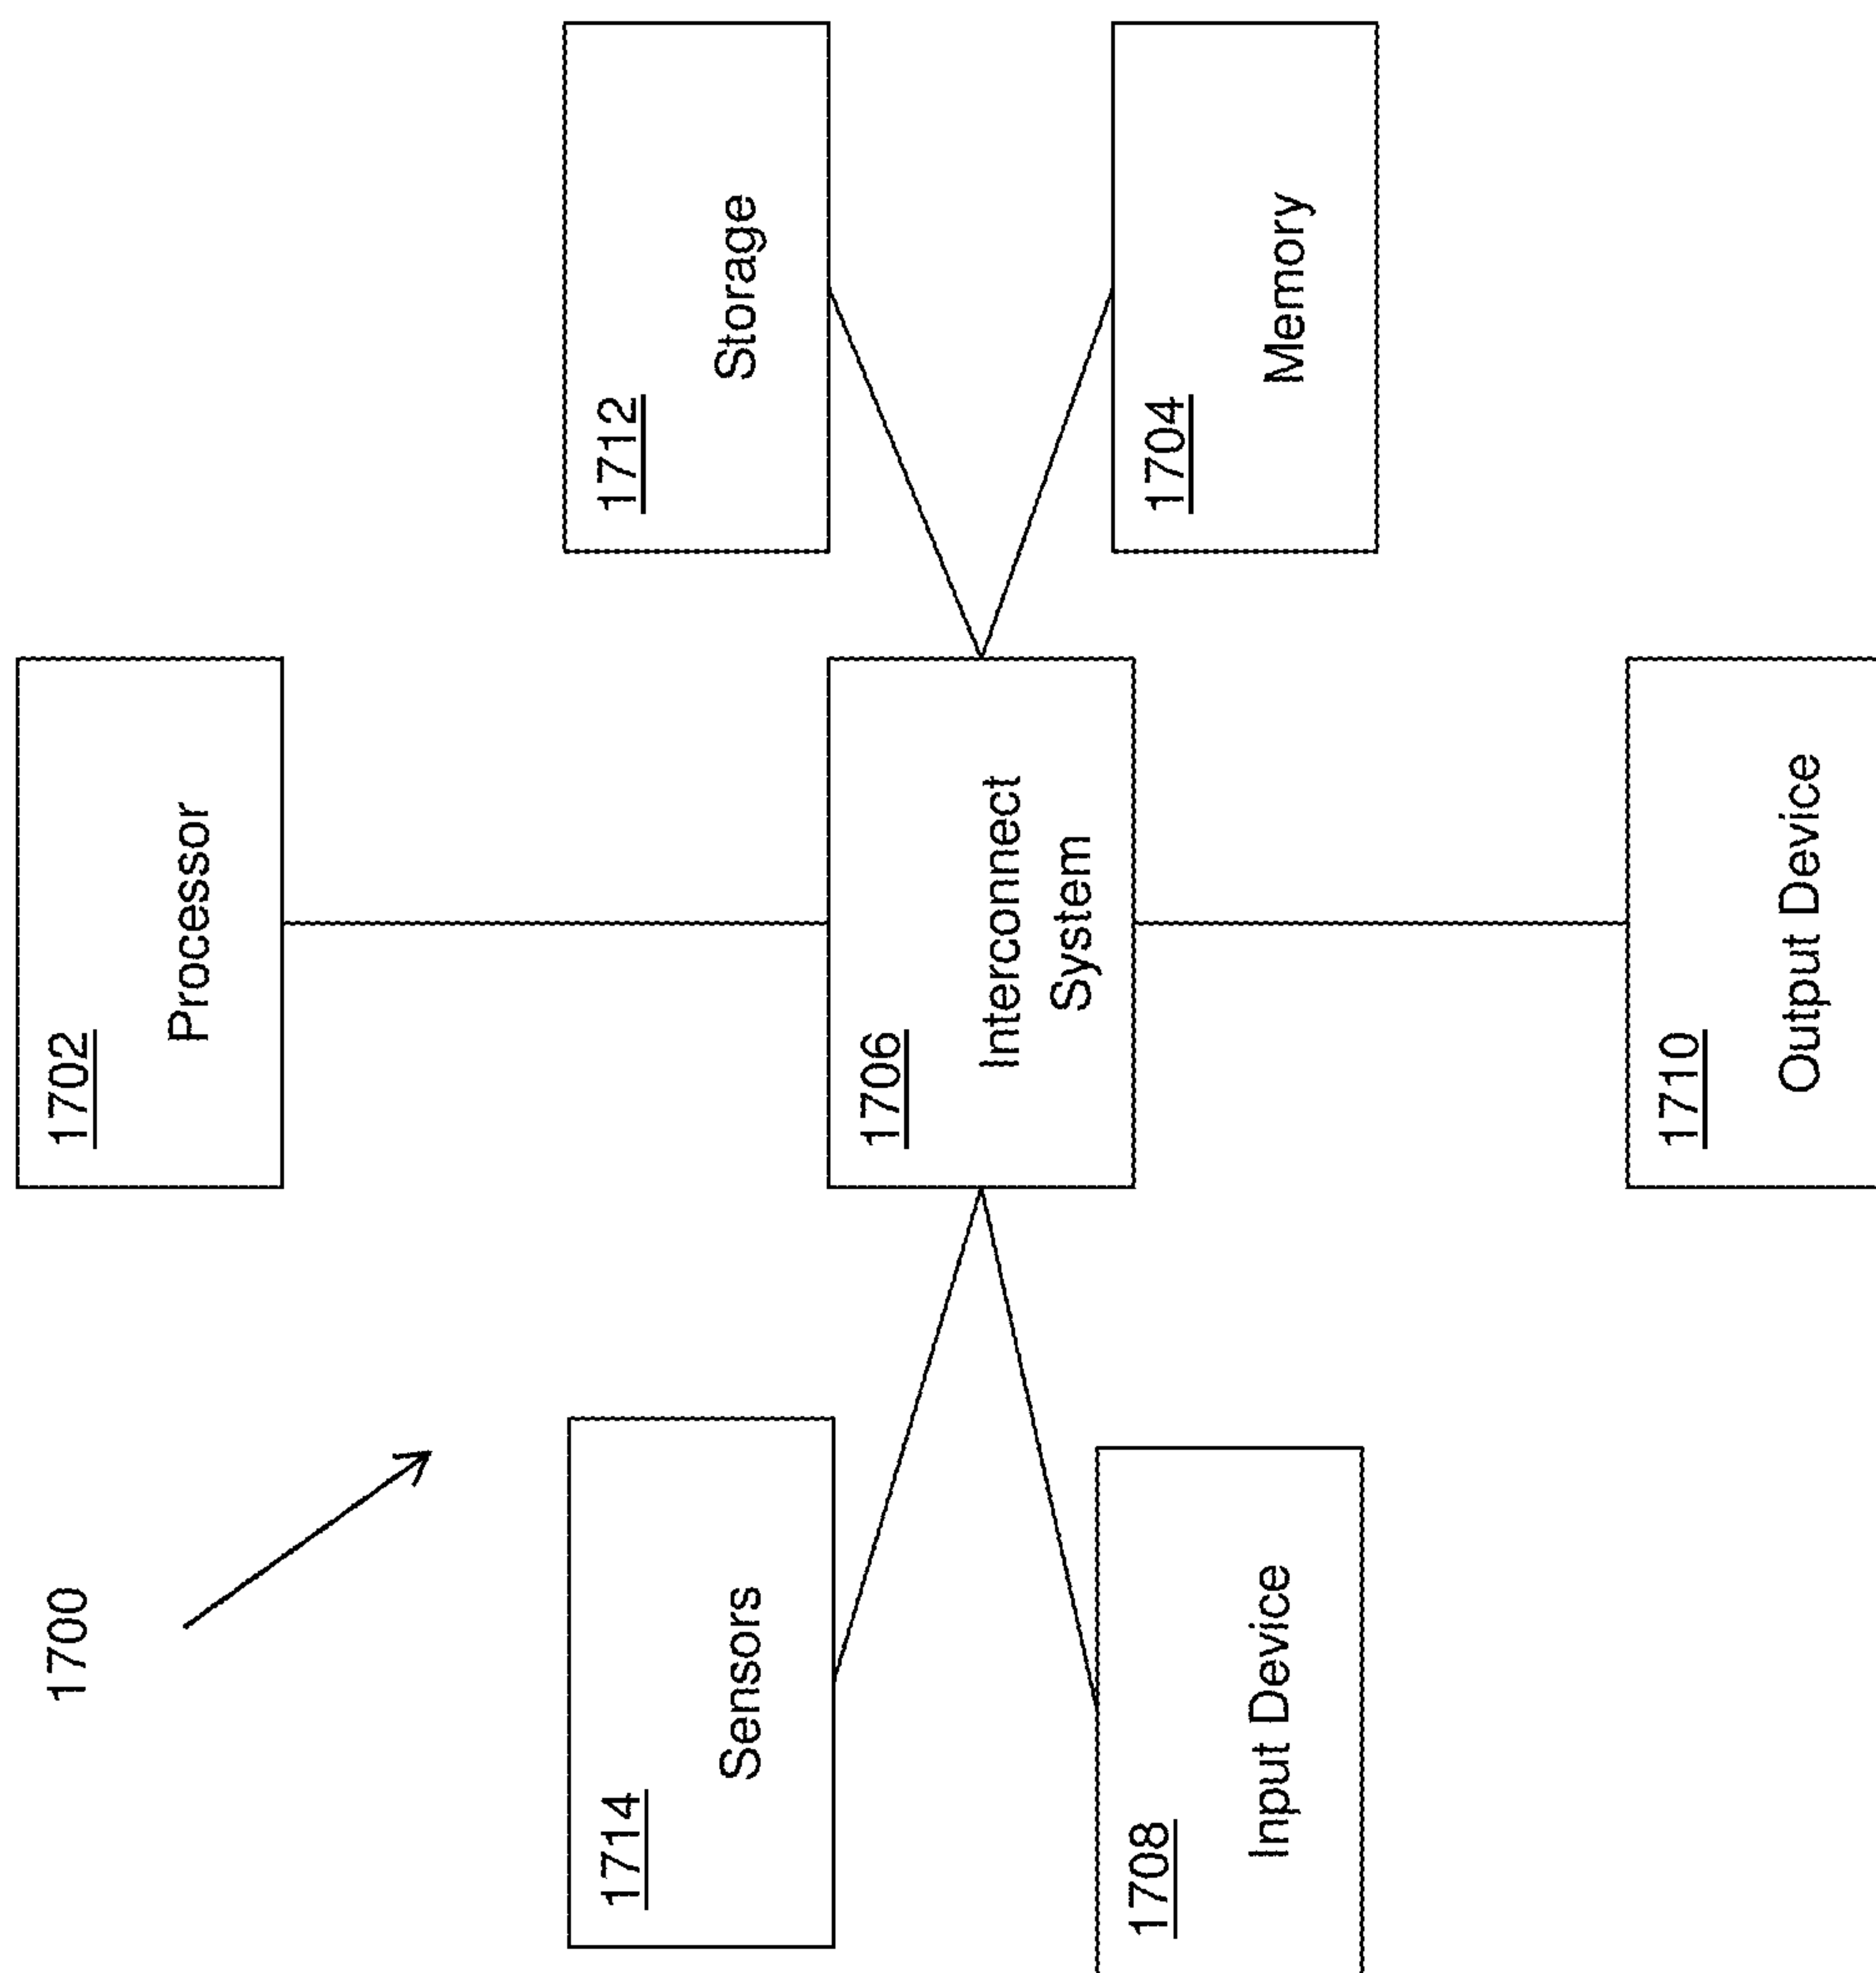 1700
1702
Processor
1714
Sensors
1712
Storage
1706
Interconnect
System
1708
Input Device
1704
Memory
1710
Output Device